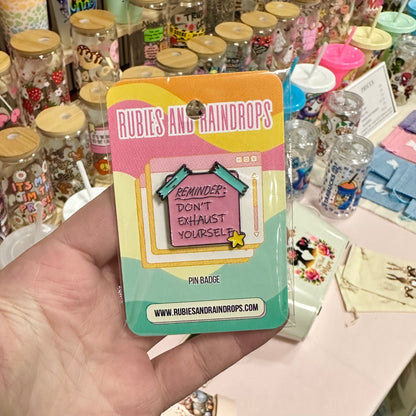 RUBIES AND RAINDROPS
REMINDER:
DON'T
EXHAUST
YOURSELF
PIN BADGE
WWW.RUBIESANDRAINDROPS.COM